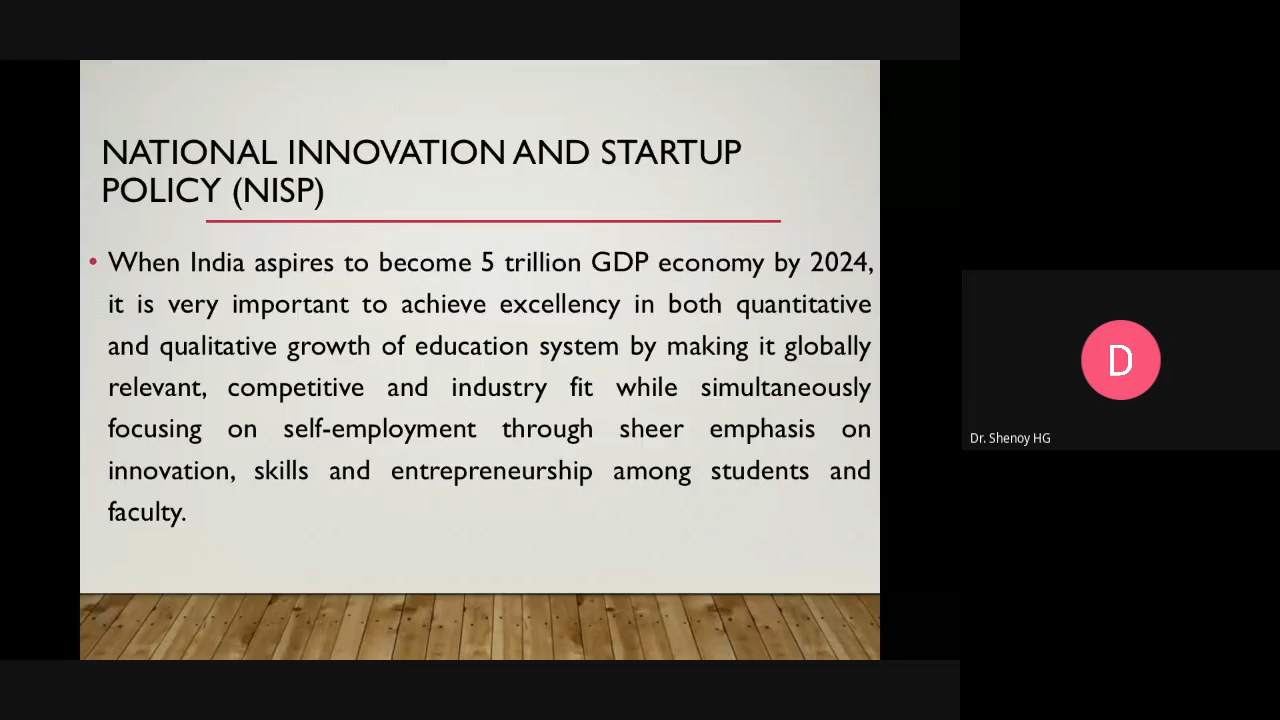 NATIONAL INNOVATION AND STARTUP
POLICY (NISP)
• When India aspires to become 5 trillion GDP economy by 2024,
it is very important to achieve excellency in both quantitative
and qualitative growth of education system by making it globally
relevant, competitive and industry fit while simultaneously
focusing on self-employment through sheer emphasis on
innovation, skills and entrepreneurship among students and
faculty.
D
Dr. Shenoy HG